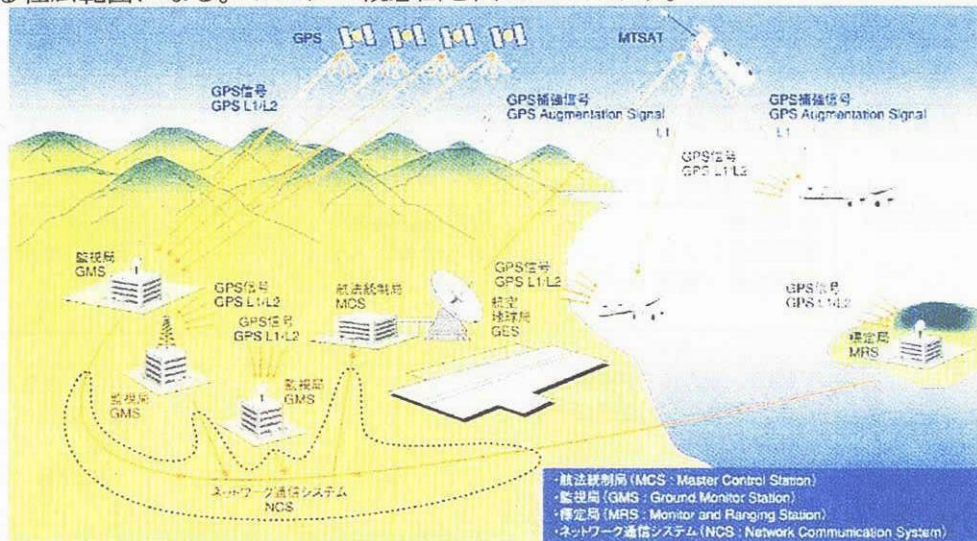 GPS
MTSAT
GPS信号
GPS L1/L2
GPS補強信号
GPS Augmentation Signal
L1
GPS補強信号
GPS Augmentation Signal
L1
GPS信号
GPS L1/L2
監視局
GMS
GPS信号
GPS L1/L2
航法統制局
MCS
GPS信号
GPS L1/L2
地球局
GES
GPS信号
GPS L1/L2
標定局
MRS
GPS信号
GPS L1/L2
監視局
GMS
監視局
GMS
ネットワーク通信システム
NCS
・航法統制局(MCS : Master Control Station)
・監視局(GMS : Ground Monitor Station)
・標定局(MRS : Monitor and Ranging Station)
・ネットワーク通信システム(NCS : Network Communication System)